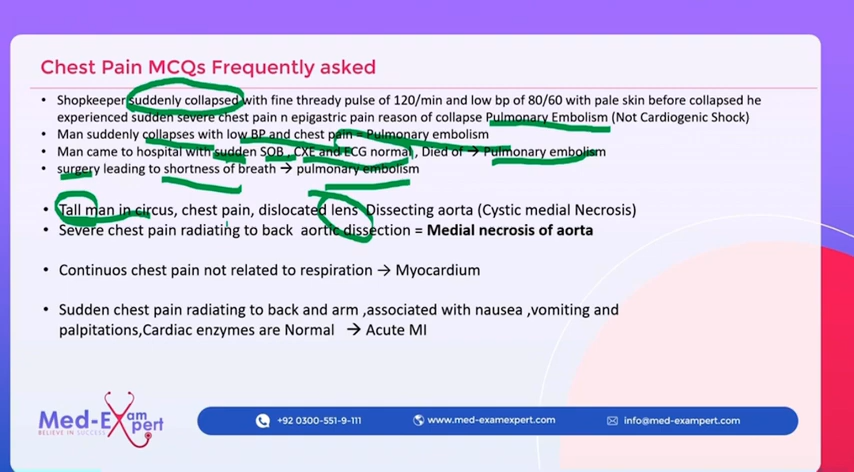 Chest Pain MCQs Frequently asked
• Shopkeeper suddenly collapsed with fine thready pulse of 120/min and low bp of 80/60 with pale skin before collapsed he
experienced sudden severe chest pain n epigastric pain reason of collapse Pulmonary Embolism (Not Cardiogenic Shock)
• Man suddenly collapses with low BP and chest pain = Pulmonary embolism
• Man came to hospital with sudden SOB , CXE and ECG normal , Died of → Pulmonary embolism
• surgery leading to shortness of breath → pulmonary embolism
• Tall man in circus, chest pain, dislocated lens Dissecting aorta (Cystic medial Necrosis)
• Severe chest pain radiating to back aortic dissection = Medial necrosis of aorta
• Continuos chest pain not related to respiration → Myocardium
• Sudden chest pain radiating to back and arm ,associated with nausea ,vomiting and
palpitations,Cardiac enzymes are Normal → Acute MI
Med-Exam Expert
BELIEVE IN SUCCESS
+92 0300-551-9-111
www.med-examexpert.com
info@med-exampert.com